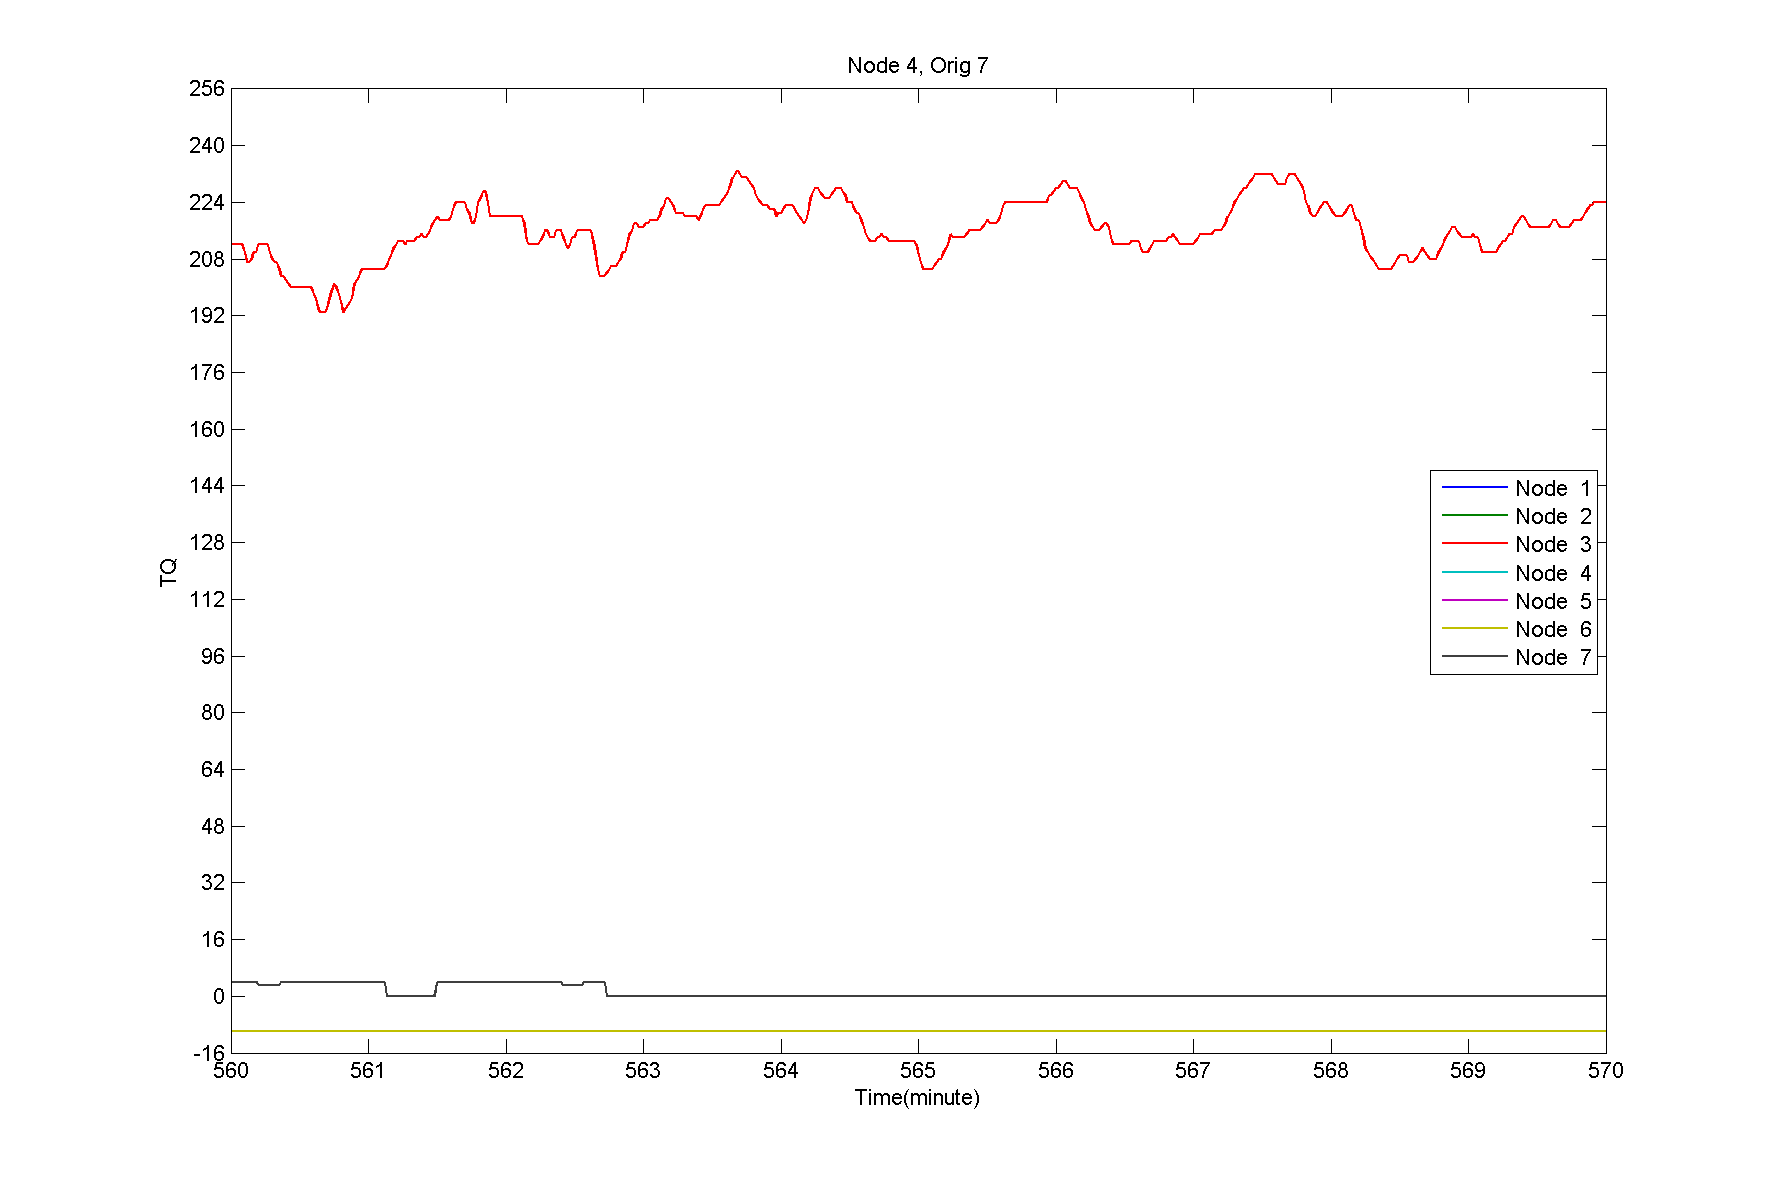 Node 4, Orig 7
256
240
224
208
192
176
160
144
128
112
96
80
64
48
32
16
0
-16
TQ
Node 1
Node 2
Node 3
Node 4
Node 5
Node 6
Node 7
560 561 562 563 564 565 566 567 568 569 570
Time(minute)